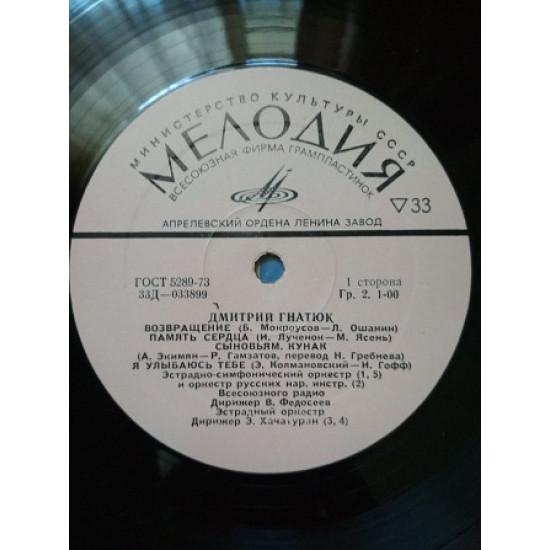 МИНИСТЕРСТВО КУЛЬТУРЫ СССР
МЕЛОДИЯ
ВСЕСОЮЗНАЯ ФИРМА ГРАМПЛАСТИНОК
33
АПРЕЛЕВСКИЙ ОРДЕНА ЛЕНИНА ЗАВОД
ГОСТ 5289-73
33Д—033899
1 сторона
Гр. 2. 1-00
ДМИТРИЙ ГНАТЮК
ВОЗВРАЩЕНИЕ (Б. Мокроусов—Л. Ошанин)
ПАМЯТЬ СЕРДЦА (И. Лученок—М. Ясень)
СЫНОВЬЯМ, КУНАК
(А. Экимян—Р. Гамзатов, перевод Н. Гребнева)
Я УЛЫБАЮСЬ ТЕБЕ (Э. Колмановский—И. Гофф)
Эстрадно-симфонический оркестр (1, 5)
и оркестр русских нар. инстр. (2)
Всесоюзного радио
Дирижер В. Федосеев
Эстрадный оркестр
Дирижер Э. Хачатурян (3, 4)